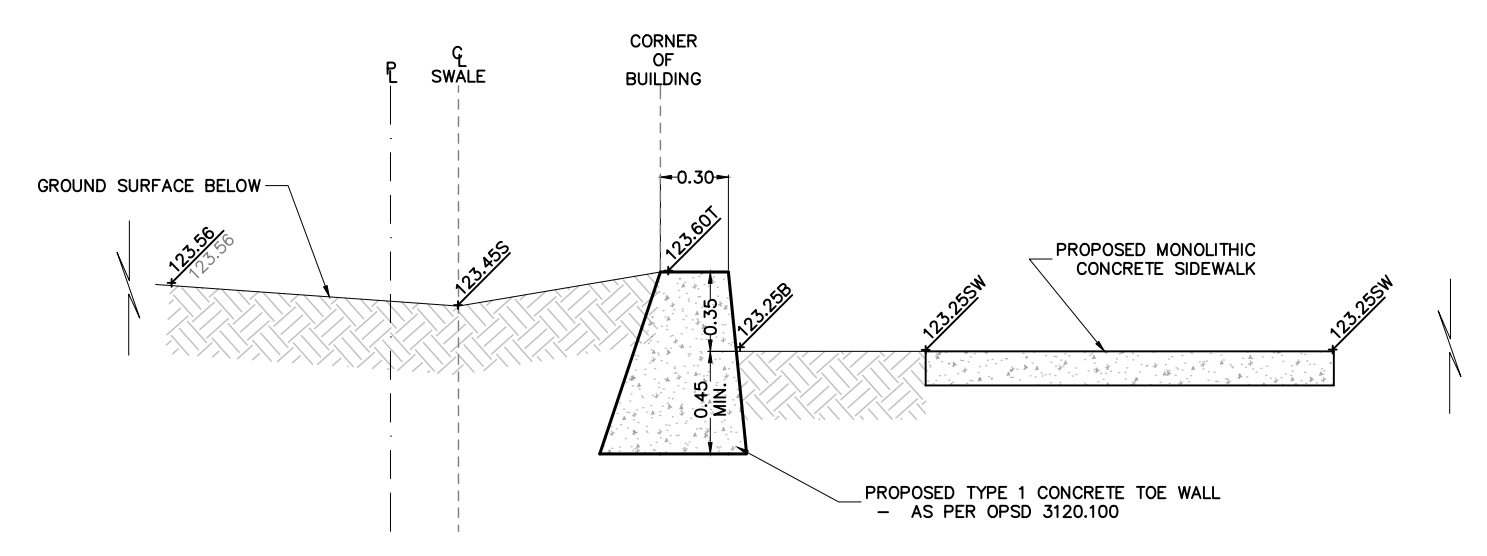 CORNER
OF
BUILDING
PL
CL
SWALE
0.30
GROUND SURFACE BELOW
123.56
123.56
123.45S
123.60T
0.35
123.25B
123.25SW
123.25SW
PROPOSED MONOLITHIC
CONCRETE SIDEWALK
0.45
MIN.
PROPOSED TYPE 1 CONCRETE TOE WALL
- AS PER OPSD 3120.100